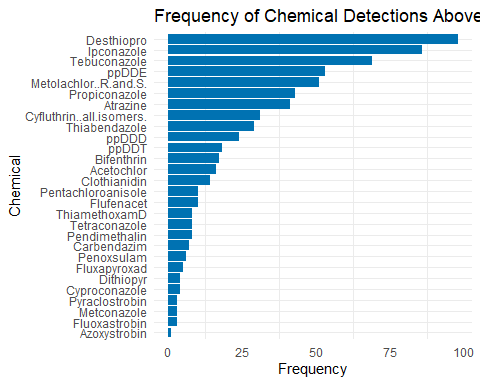 Frequency of Chemical Detections Above
Desthiopro
Ipconazole
Tebuconazole
ppDDE
Metolachlor..R.and.S.
Propiconazole
Atrazine
Cyfluthrin..all.isomers.
Thiabendazole
ppDDD
ppDDT
Bifenthrin
Acetochlor
Clothianidin
Pentachloroanisole
Flufenacet
ThiamethoxamD
Tetraconazole
Pendimethalin
Carbendazim
Penoxsulam
Fluxapyroxad
Dithiopyr
Cyproconazole
Pyraclostrobin
Metconazole
Fluoxastrobin
Azoxystrobin
Chemical
0 25 50 75 100
Frequency